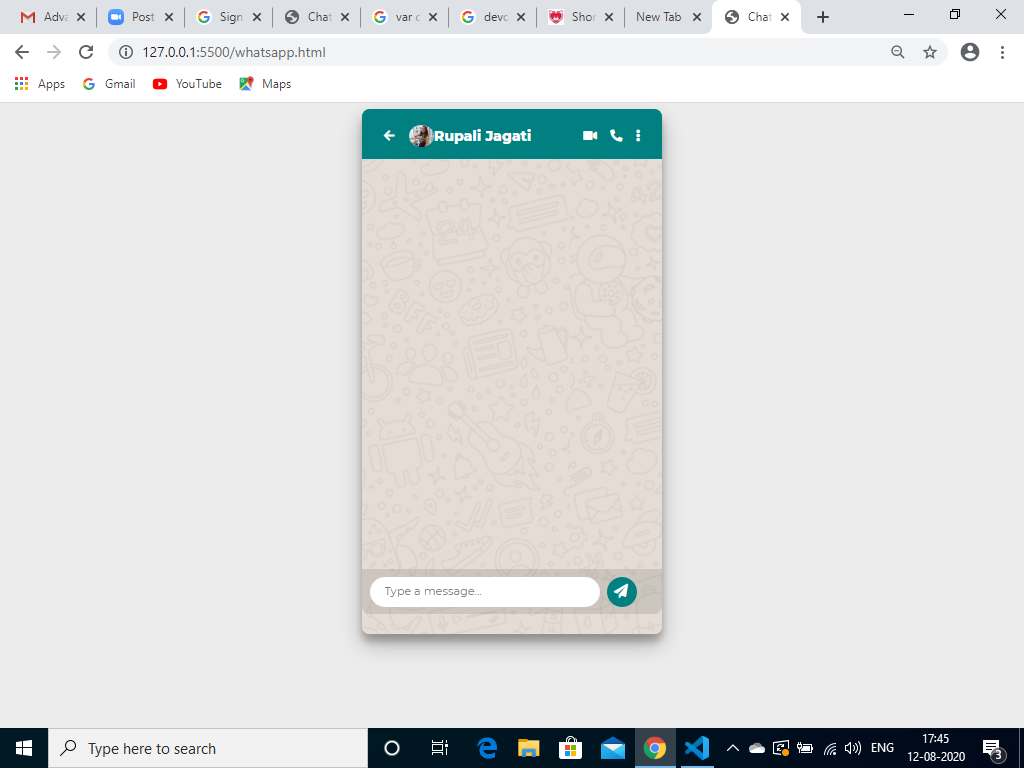 Adva
Post
Sign
Chat
var c
devc
Shor
New Tab
Chat
127.0.0.1:5500/whatsapp.html
Apps
Gmail
YouTube
Maps
Rupali Jagati
24
Type a message...
Type here to search
ENG
17:45
12-08-2020
3